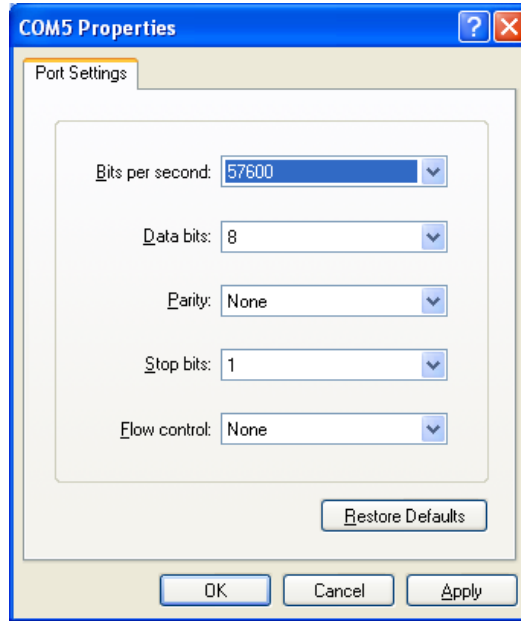 COM5 Properties
Port Settings
Bits per second: 57600
Data bits: 8
Parity: None
Stop bits: 1
Flow control: None
Restore Defaults
OK Cancel Apply